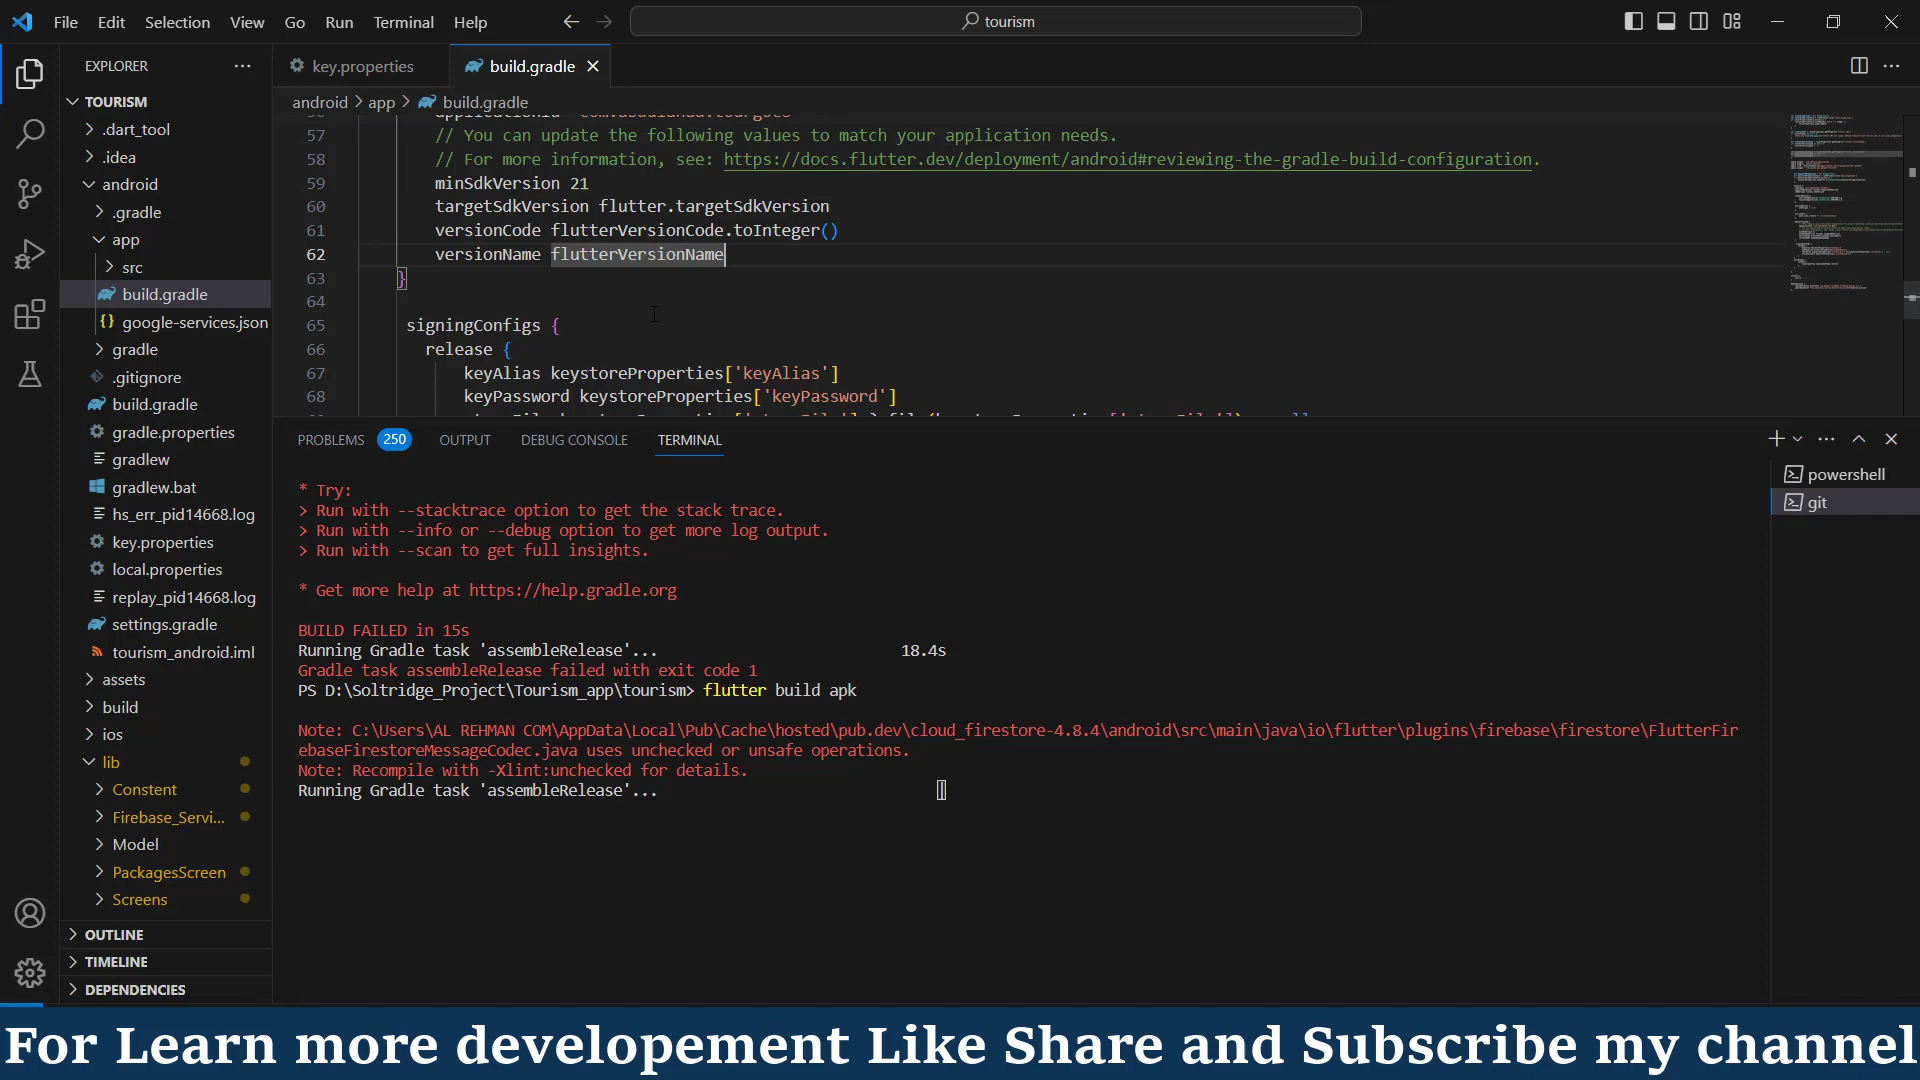 File Edit Selection View Go Run Terminal Help
tourism
EXPLORER
key.properties
build.gradle
TOURISM
.dart_tool
.idea
android
.gradle
app
src
build.gradle
google-services.json
gradle
.gitignore
build.gradle
gradle.properties
gradlew
gradlew.bat
hs_err_pid14668.log
key.properties
local.properties
replay_pid14668.log
settings.gradle
tourism_android.iml
assets
build
ios
lib
Constent
Firebase_Servi...
Model
PackagesScreen
Screens
OUTLINE
TIMELINE
DEPENDENCIES
android > app > build.gradle
57 // You can update the following values to match your application needs.
58 // For more information, see: https://docs.flutter.dev/deployment/android#reviewing-the-gradle-build-configuration.
59 minSdkVersion 21
60 targetSdkVersion flutter.targetSdkVersion
61 versionCode flutterVersionCode.toInteger()
62 versionName flutterVersionName
63 }
64
65 signingConfigs {
66 release {
67 keyAlias keystoreProperties['keyAlias']
68 keyPassword keystoreProperties['keyPassword']
PROBLEMS 250 OUTPUT DEBUG CONSOLE TERMINAL
powershell
git
* Try:
> Run with --stacktrace option to get the stack trace.
> Run with --info or --debug option to get more log output.
> Run with --scan to get full insights.
* Get more help at https://help.gradle.org
BUILD FAILED in 15s
Running Gradle task 'assembleRelease'... 18.4s
Gradle task assembleRelease failed with exit code 1
PS D:\Soltridge_Project\Tourism_app\tourism> flutter build apk
Note: C:\Users\AL REHMAN COM\AppData\Local\Pub\Cache\hosted\pub.dev\cloud_firestore-4.8.4\android\src\main\java\io\flutter\plugins\firebase\firestore\FlutterFir
ebaseFirestoreMessageCodec.java uses unchecked or unsafe operations.
Note: Recompile with -Xlint:unchecked for details.
Running Gradle task 'assembleRelease'...
For Learn more developement Like Share and Subscribe my channel